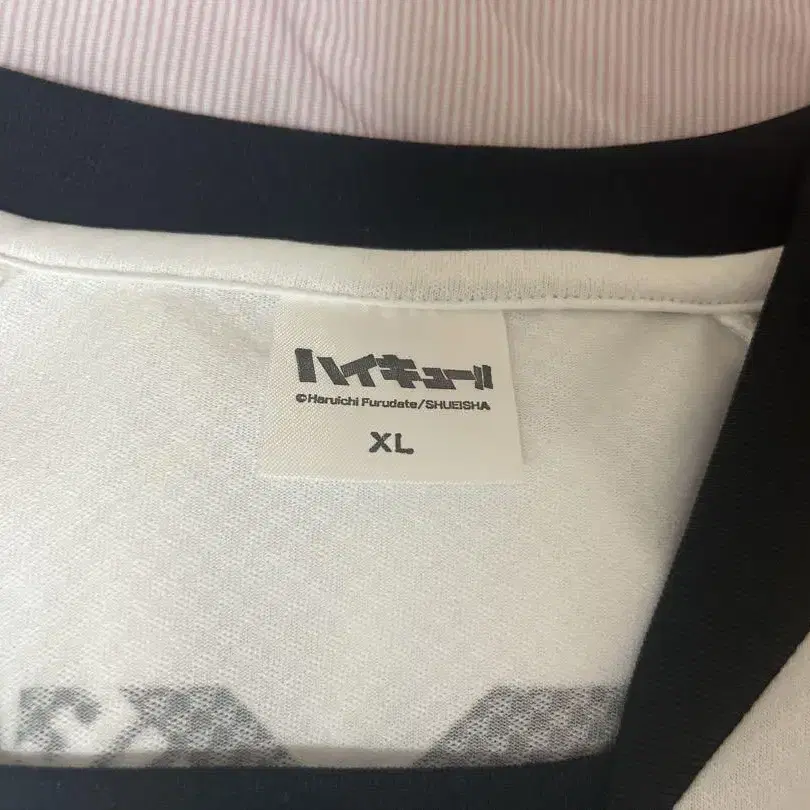 ハイキュー!!
©Haruichi Furudate/SHUEISHA
XL